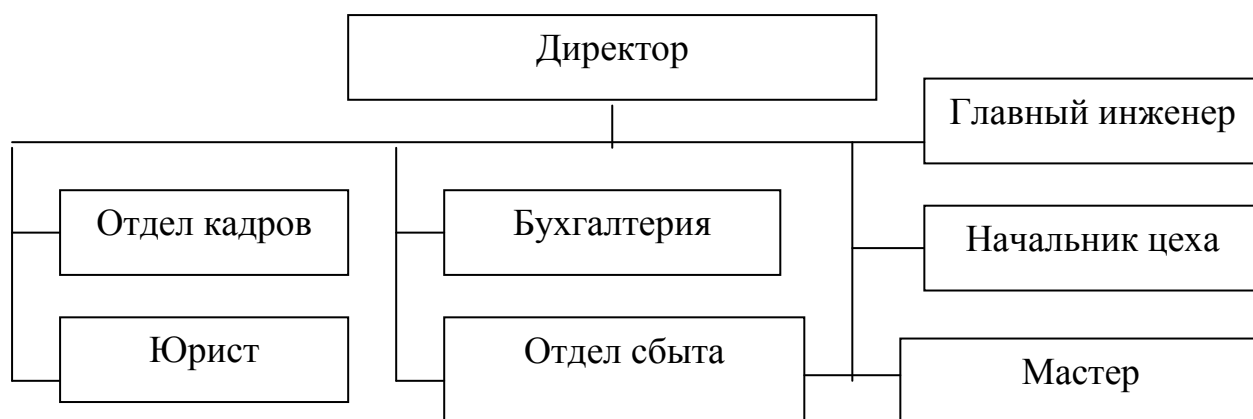 Директор
Главный инженер
Отдел кадров
Бухгалтерия
Начальник цеха
Юрист
Отдел сбыта
Мастер